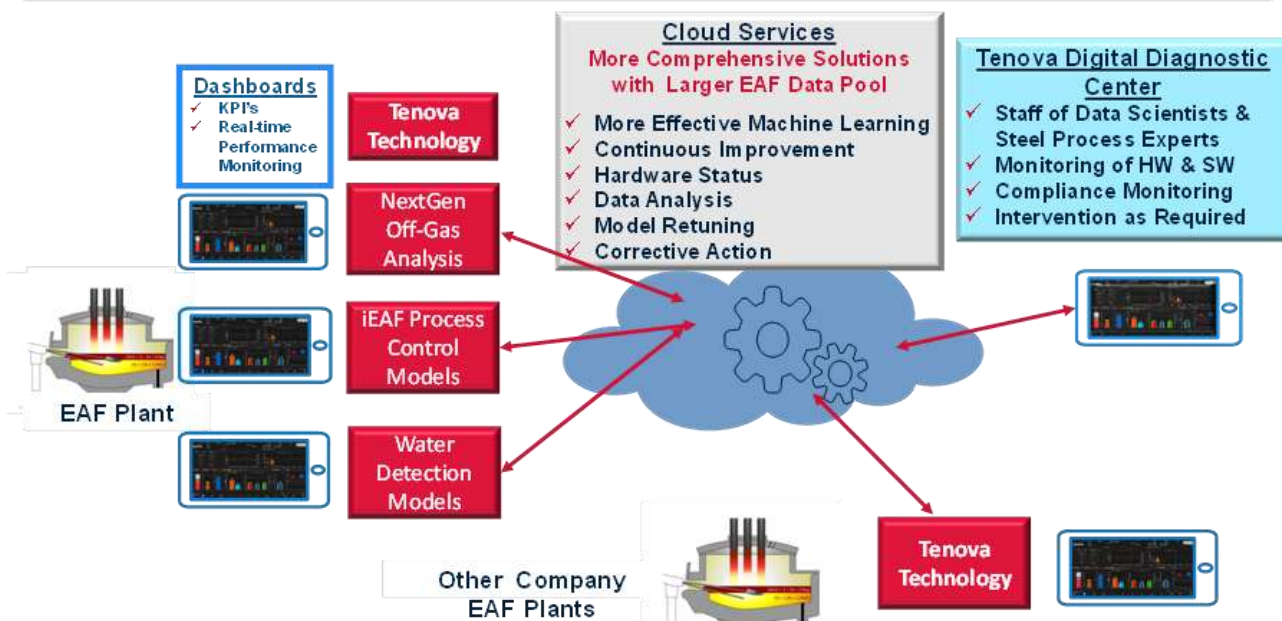 Dashboards
✓ KPI's
✓ Real-time
Performance
Monitoring
Tenova
Technology
NextGen
Off-Gas
Analysis
iEAF Process
Control
Models
Water
Detection
Models
EAF Plant
Cloud Services
More Comprehensive Solutions
with Larger EAF Data Pool
✓ More Effective Machine Learning
✓ Continuous Improvement
✓ Hardware Status
✓ Data Analysis
✓ Model Retuning
✓ Corrective Action
Tenova Digital Diagnostic
Center
✓ Staff of Data Scientists &
Steel Process Experts
✓ Monitoring of HW & SW
✓ Compliance Monitoring
✓ Intervention as Required
Other Company
EAF Plants
Tenova
Technology